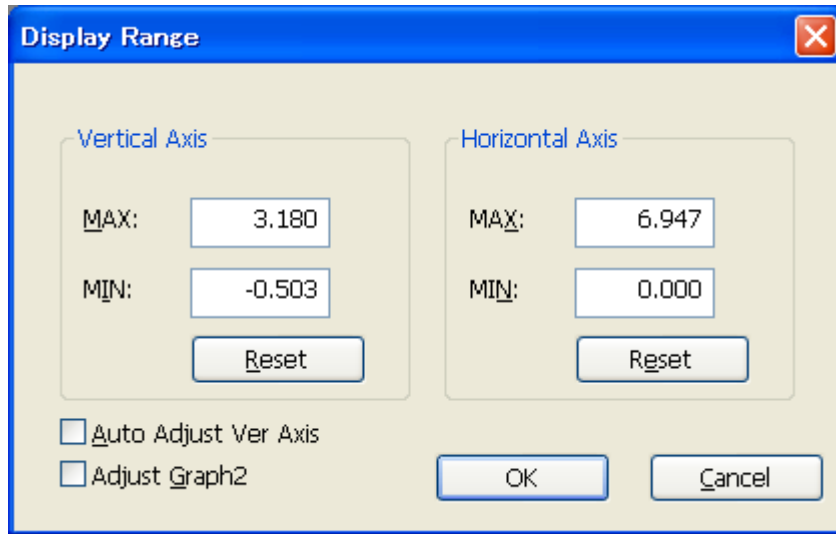 Display Range
Vertical Axis
MAX: 3.180
MIN: -0.503
Reset
Horizontal Axis
MAX: 6.947
MIN: 0.000
Reset
Auto Adjust Ver Axis
Adjust Graph2
OK
Cancel